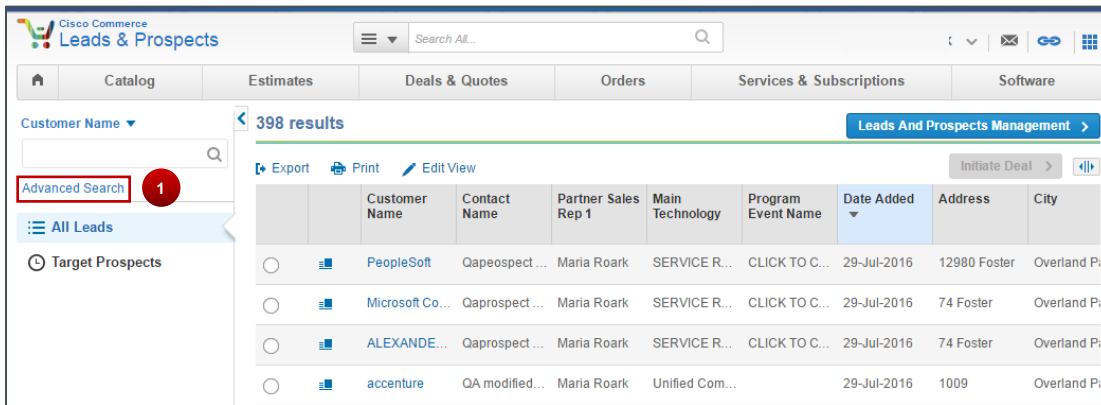 Cisco Commerce
Leads & Prospects
Search All...
Catalog Estimates Deals & Quotes Orders Services & Subscriptions Software
Customer Name
398 results
Leads And Prospects Management >
Advanced Search 1
Export Print Edit View
Initiate Deal >
All Leads
Target Prospects
Customer Name Contact Name Partner Sales Rep 1 Main Technology Program Event Name Date Added Address City
PeopleSoft Qapeospect ... Maria Roark SERVICE R... CLICK TO C... 29-Jul-2016 12980 Foster Overland
Microsoft Co... Qaprospect ... Maria Roark SERVICE R... CLICK TO C... 29-Jul-2016 74 Foster Overland
ALEXANDE... Qaprospect ... Maria Roark SERVICE R... CLICK TO C... 29-Jul-2016 74 Foster Overland
accenture QA modified... Maria Roark Unified Com... 29-Jul-2016 1009 Overland